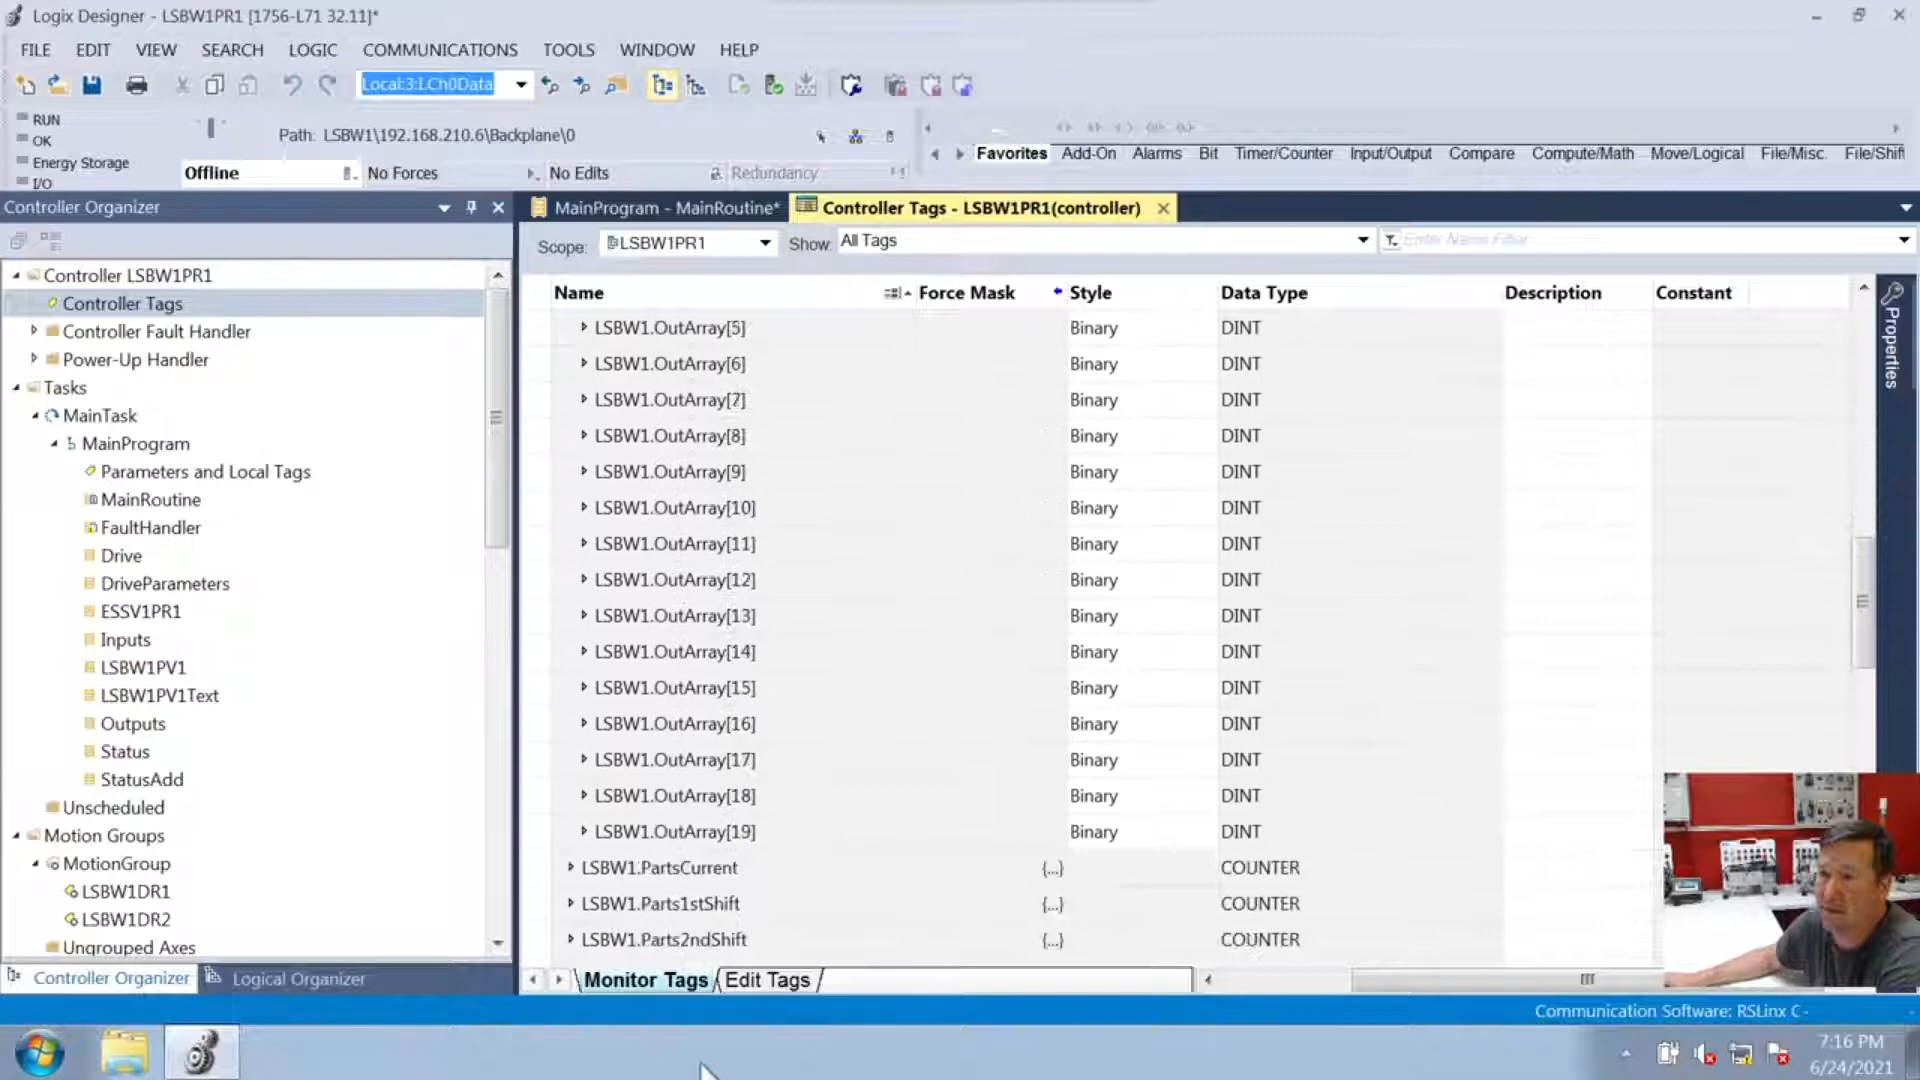 Logix Designer - LSBW1PR1 [1756-L71 32.11]*
FILE EDIT VIEW SEARCH LOGIC COMMUNICATIONS TOOLS WINDOW HELP
Local:3:I.Ch0Data
RUN
OK
Energy Storage
I/O
Path: LSBW1\192.168.210.6\Backplane\0
Offline No Forces No Edits Redundancy
Favorites Add-On Alarms Bit Timer/Counter Input/Output Compare Compute/Math Move/Logical File/Misc. File/Shift
Controller Organizer
Controller LSBW1PR1
Controller Tags
Controller Fault Handler
Power-Up Handler
Tasks
MainTask
MainProgram
Parameters and Local Tags
MainRoutine
FaultHandler
Drive
DriveParameters
ESSV1PR1
Inputs
LSBW1PV1
LSBW1PV1Text
Outputs
Status
StatusAdd
Unscheduled
Motion Groups
MotionGroup
LSBW1DR1
LSBW1DR2
Ungrouped Axes
Controller Organizer Logical Organizer
MainProgram - MainRoutine* Controller Tags - LSBW1PR1(controller)
Scope: LSBW1PR1 Show: All Tags Enter Name Filter...
Name Force Mask Style Data Type Description Constant
LSBW1.OutArray[5] Binary DINT
LSBW1.OutArray[6] Binary DINT
LSBW1.OutArray[7] Binary DINT
LSBW1.OutArray[8] Binary DINT
LSBW1.OutArray[9] Binary DINT
LSBW1.OutArray[10] Binary DINT
LSBW1.OutArray[11] Binary DINT
LSBW1.OutArray[12] Binary DINT
LSBW1.OutArray[13] Binary DINT
LSBW1.OutArray[14] Binary DINT
LSBW1.OutArray[15] Binary DINT
LSBW1.OutArray[16] Binary DINT
LSBW1.OutArray[17] Binary DINT
LSBW1.OutArray[18] Binary DINT
LSBW1.OutArray[19] Binary DINT
LSBW1.PartsCurrent {...} COUNTER
LSBW1.Parts1stShift {...} COUNTER
LSBW1.Parts2ndShift {...} COUNTER
Monitor Tags Edit Tags
Properties
Communication Software: RSLinx C
7:16 PM
6/24/2021